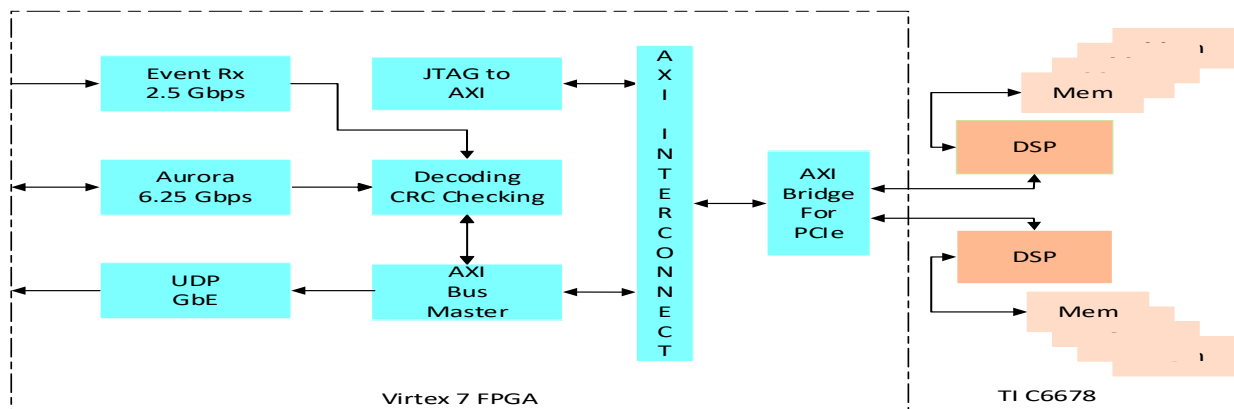 Event Rx
2.5 Gbps
JTAG to
AXI
Aurora
6.25 Gbps
Decoding
CRC Checking
UDP
GbE
AXI
Bus
Master
A
X
I
I
N
T
E
R
C
O
N
N
E
C
T
AXI
Bridge
For
PCIe
Mem
DSP
DSP
Mem
Virtex 7 FPGA
TI C6678